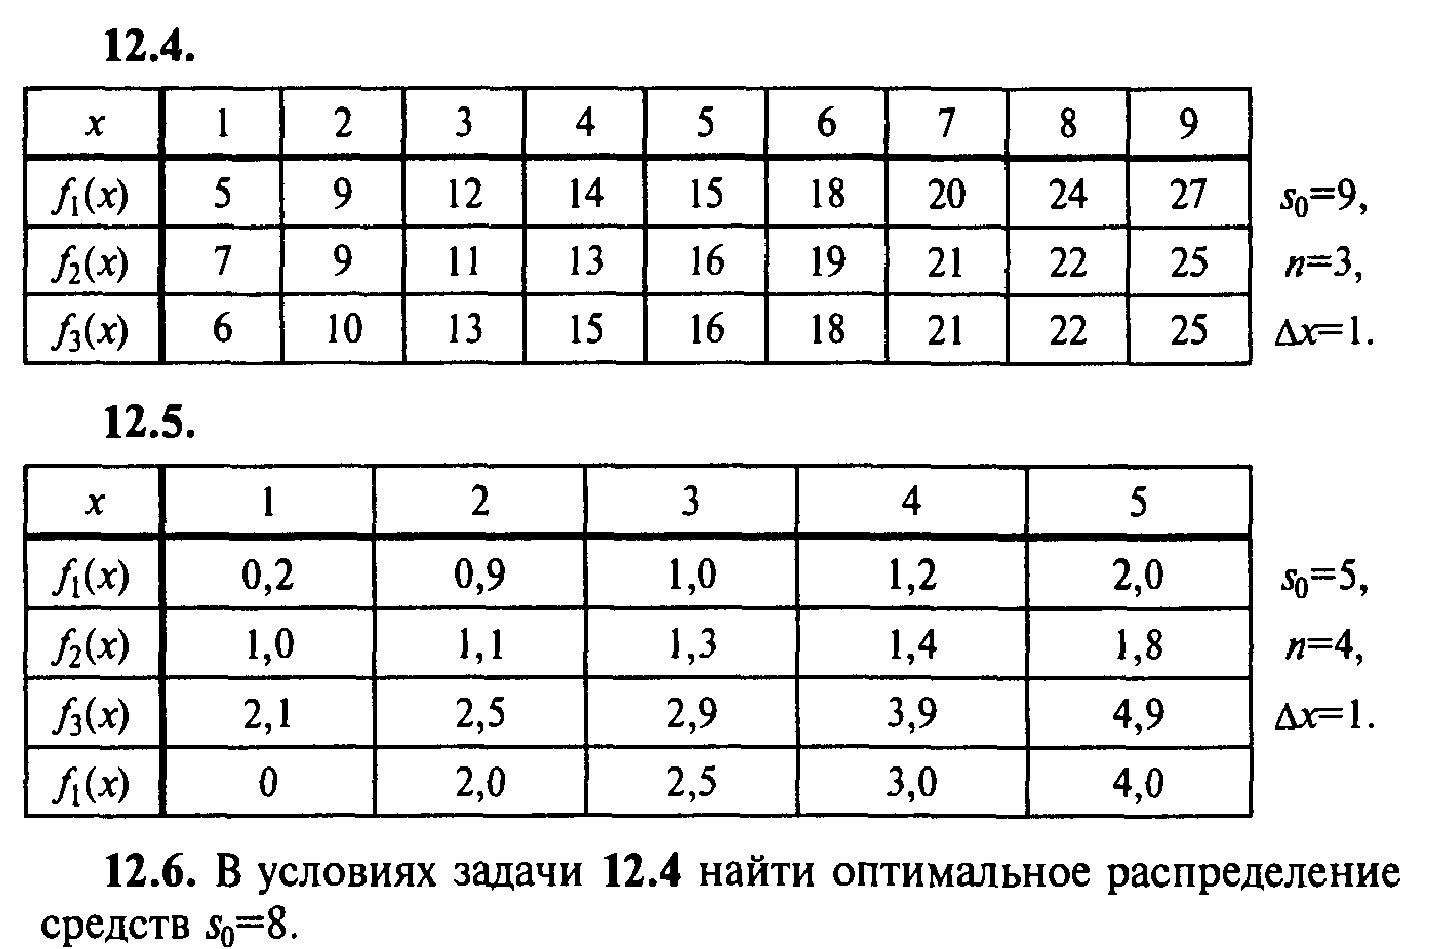 12.4.
x 1 2 3 4 5 6 7 8 9
f₁(x) 5 9 12 14 15 18 20 24 27 s₀=9,
f₂(x) 7 9 11 13 16 19 21 22 25 n=3,
f₃(x) 6 10 13 15 16 18 21 22 25 Δx=1.
12.5.
x 1 2 3 4 5
f₁(x) 0,2 0,9 1,0 1,2 2,0 s₀=5,
f₂(x) 1,0 1,1 1,3 1,4 1,8 n=4,
f₃(x) 2,1 2,5 2,9 3,9 4,9 Δx=1.
f₁(x) 0 2,0 2,5 3,0 4,0
12.6. В условиях задачи 12.4 найти оптимальное распределение
средств s₀=8.